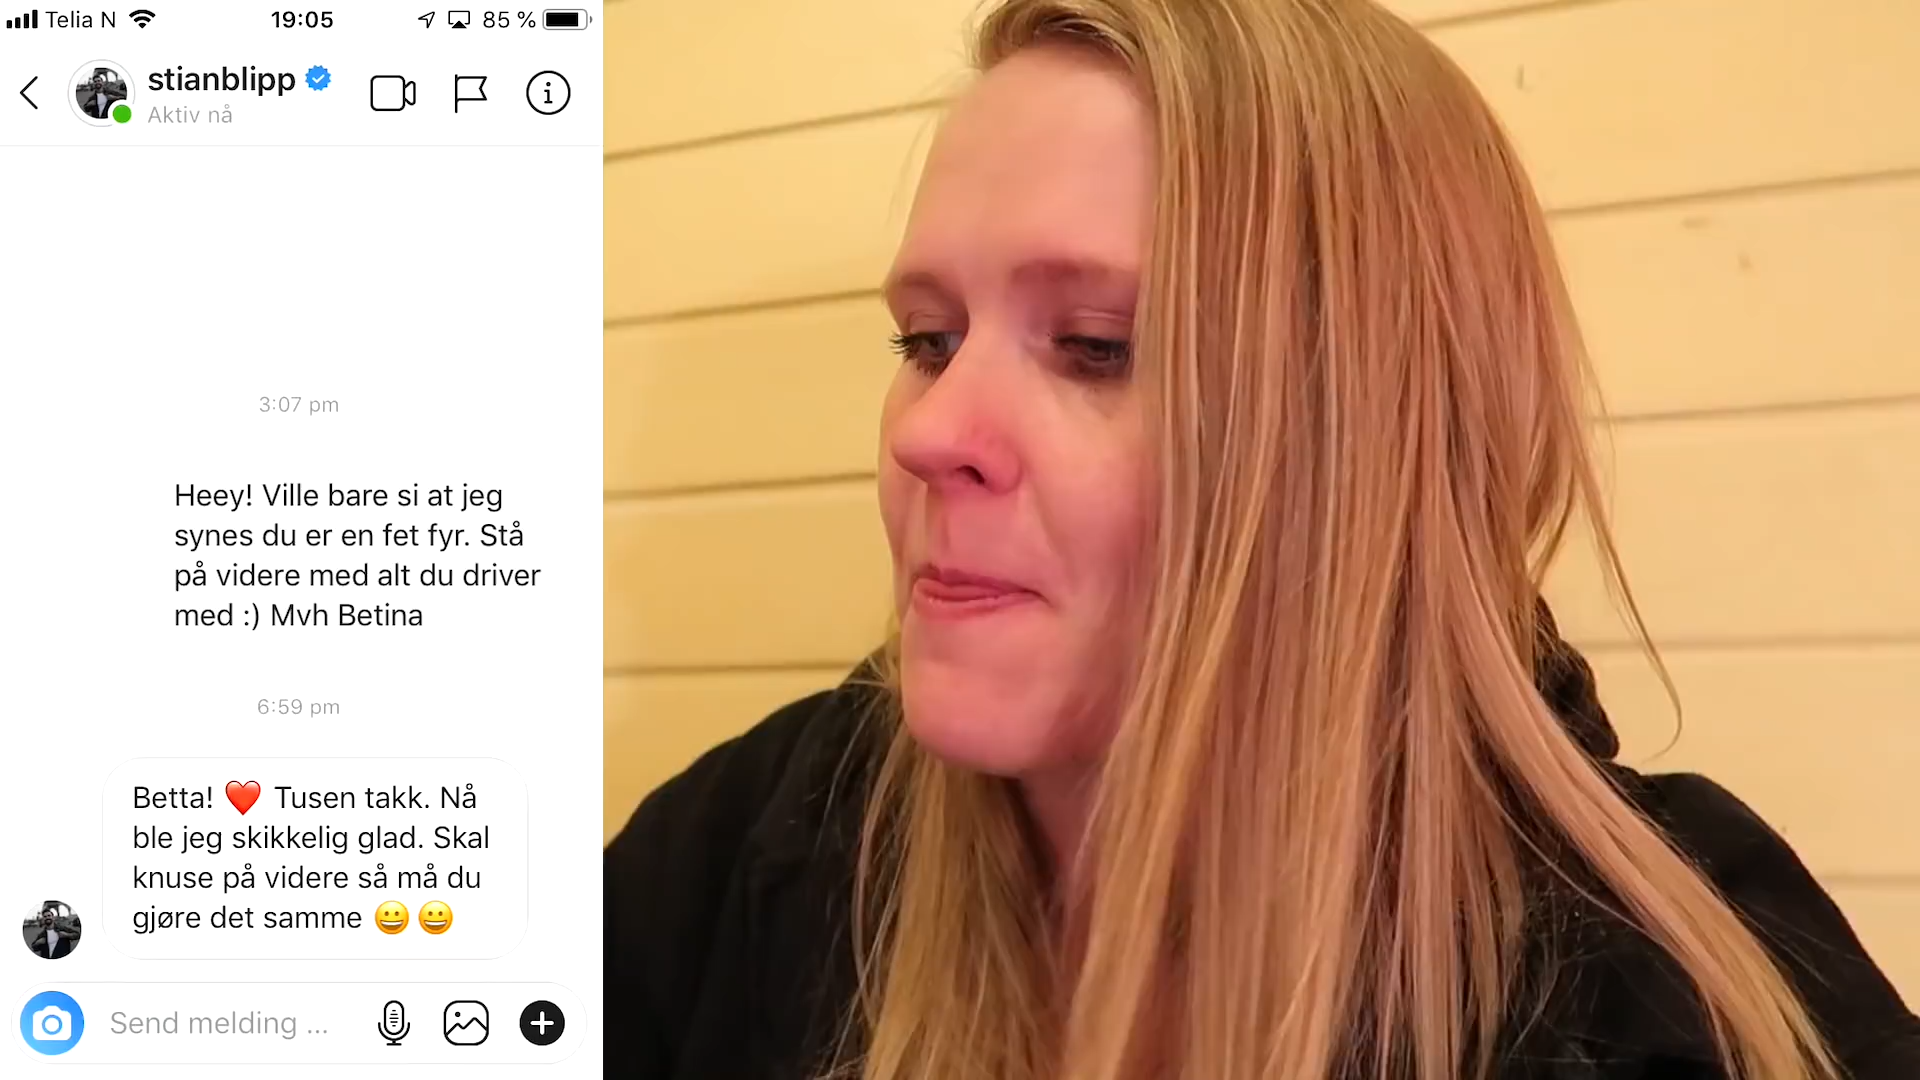 Telia N
19:05
85 %
stianblipp
Aktiv nå
3:07 pm
Heey! Ville bare si at jeg
synes du er en fet fyr. Stå
på videre med alt du driver
med :) Mvh Betina
6:59 pm
Betta! ❤️ Tusen takk. Nå
ble jeg skikkelig glad. Skal
knuse på videre så må du
gjøre det samme 😀😀
Send melding ...